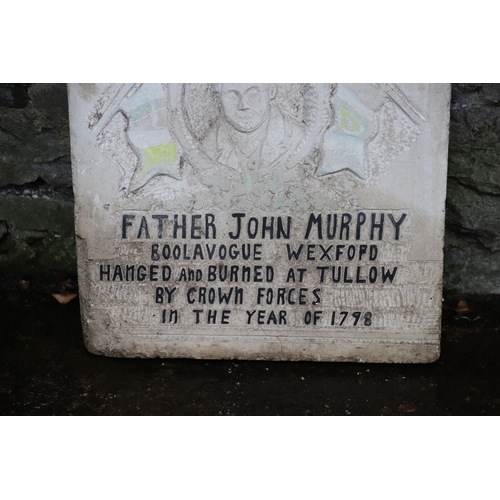 FATHER JOHN MURPHY
BOOLAVOGUE WEXFORD
HANGED AND BURNED AT TULLOW
BY CROWN FORCES
IN THE YEAR OF 1798